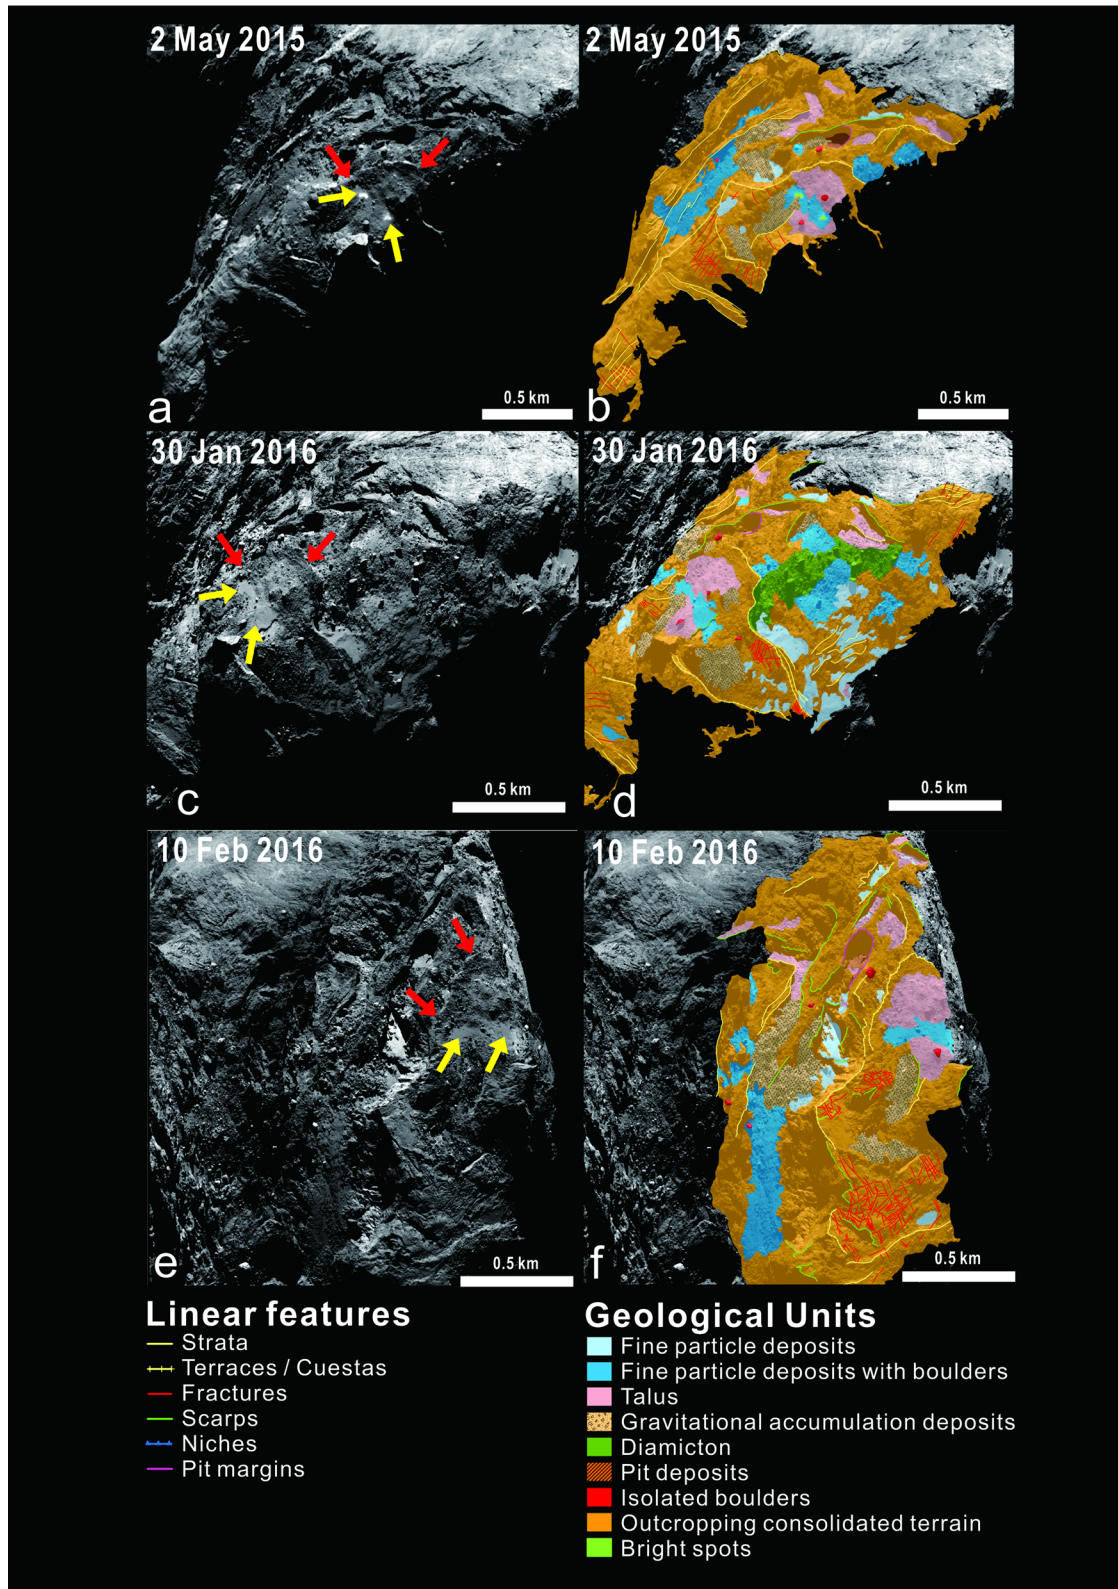 2 May 2015
2 May 2015
0.5 km
0.5 km
a
b
30 Jan 2016
30 Jan 2016
0.5 km
0.5 km
c
d
10 Feb 2016
10 Feb 2016
0.5 km
0.5 km
e
f
Linear features
Strata
Terraces / Cuestas
Fractures
Scarps
Niches
Pit margins
Geological Units
Fine particle deposits
Fine particle deposits with boulders
Talus
Gravitational accumulation deposits
Diamicton
Pit deposits
Isolated boulders
Outcropping consolidated terrain
Bright spots